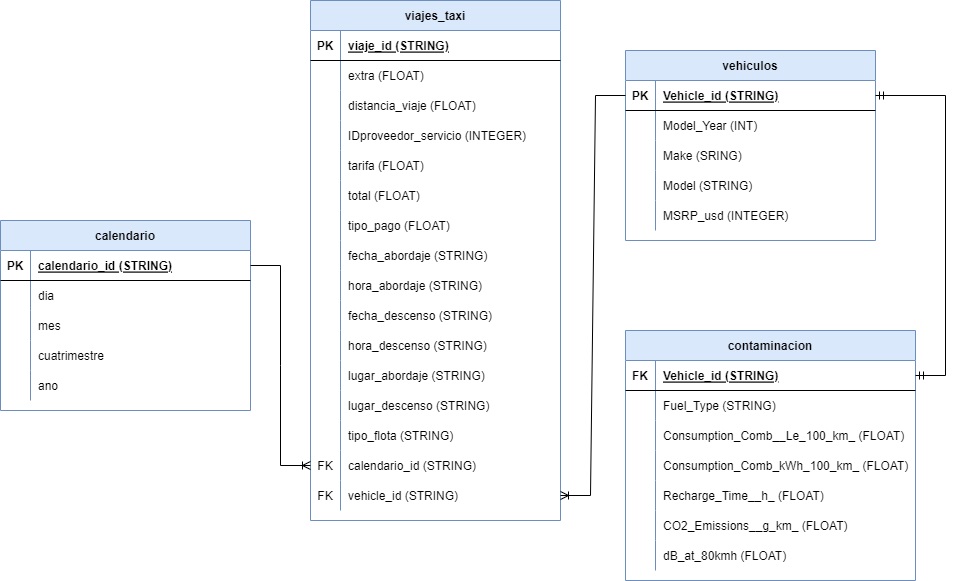 viajes_taxi
PK viaje_id (STRING)
extra (FLOAT)
distancia_viaje (FLOAT)
IDproveedor_servicio (INTEGER)
tarifa (FLOAT)
total (FLOAT)
tipo_pago (FLOAT)
fecha_abordaje (STRING)
hora_abordaje (STRING)
fecha_descenso (STRING)
hora_descenso (STRING)
lugar_abordaje (STRING)
lugar_descenso (STRING)
tipo_flota (STRING)
FK calendario_id (STRING)
FK vehicle_id (STRING)
calendario
PK calendario_id (STRING)
dia
mes
cuatrimestre
ano
vehiculos
PK Vehicle_id (STRING)
Model_Year (INT)
Make (SRING)
Model (STRING)
MSRP_usd (INTEGER)
contaminacion
FK Vehicle_id (STRING)
Fuel_Type (STRING)
Consumption_Comb__Le_100_km_ (FLOAT)
Consumption_Comb_kWh_100_km_ (FLOAT)
Recharge_Time__h_ (FLOAT)
CO2_Emissions__g_km_ (FLOAT)
dB_at_80kmh (FLOAT)